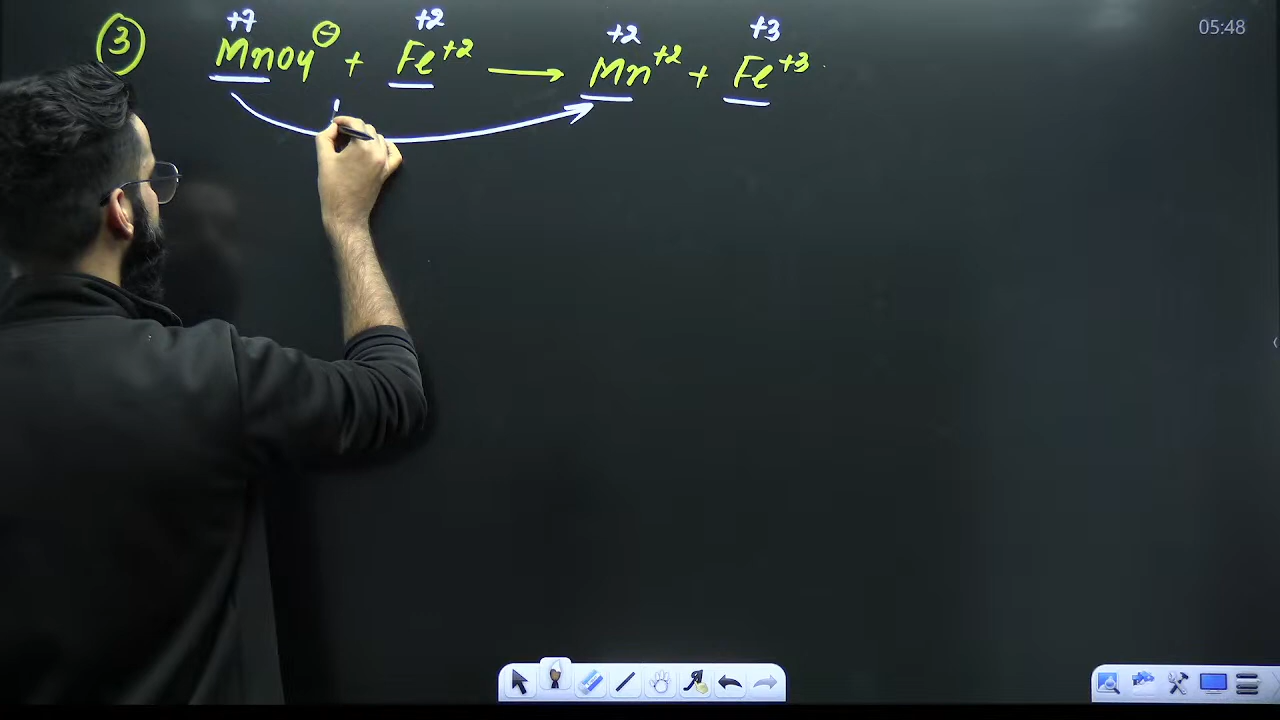 05:48
+7 +2 +2 +3
③ MnO4⊖ + Fe+2 → Mn+2 + Fe+3